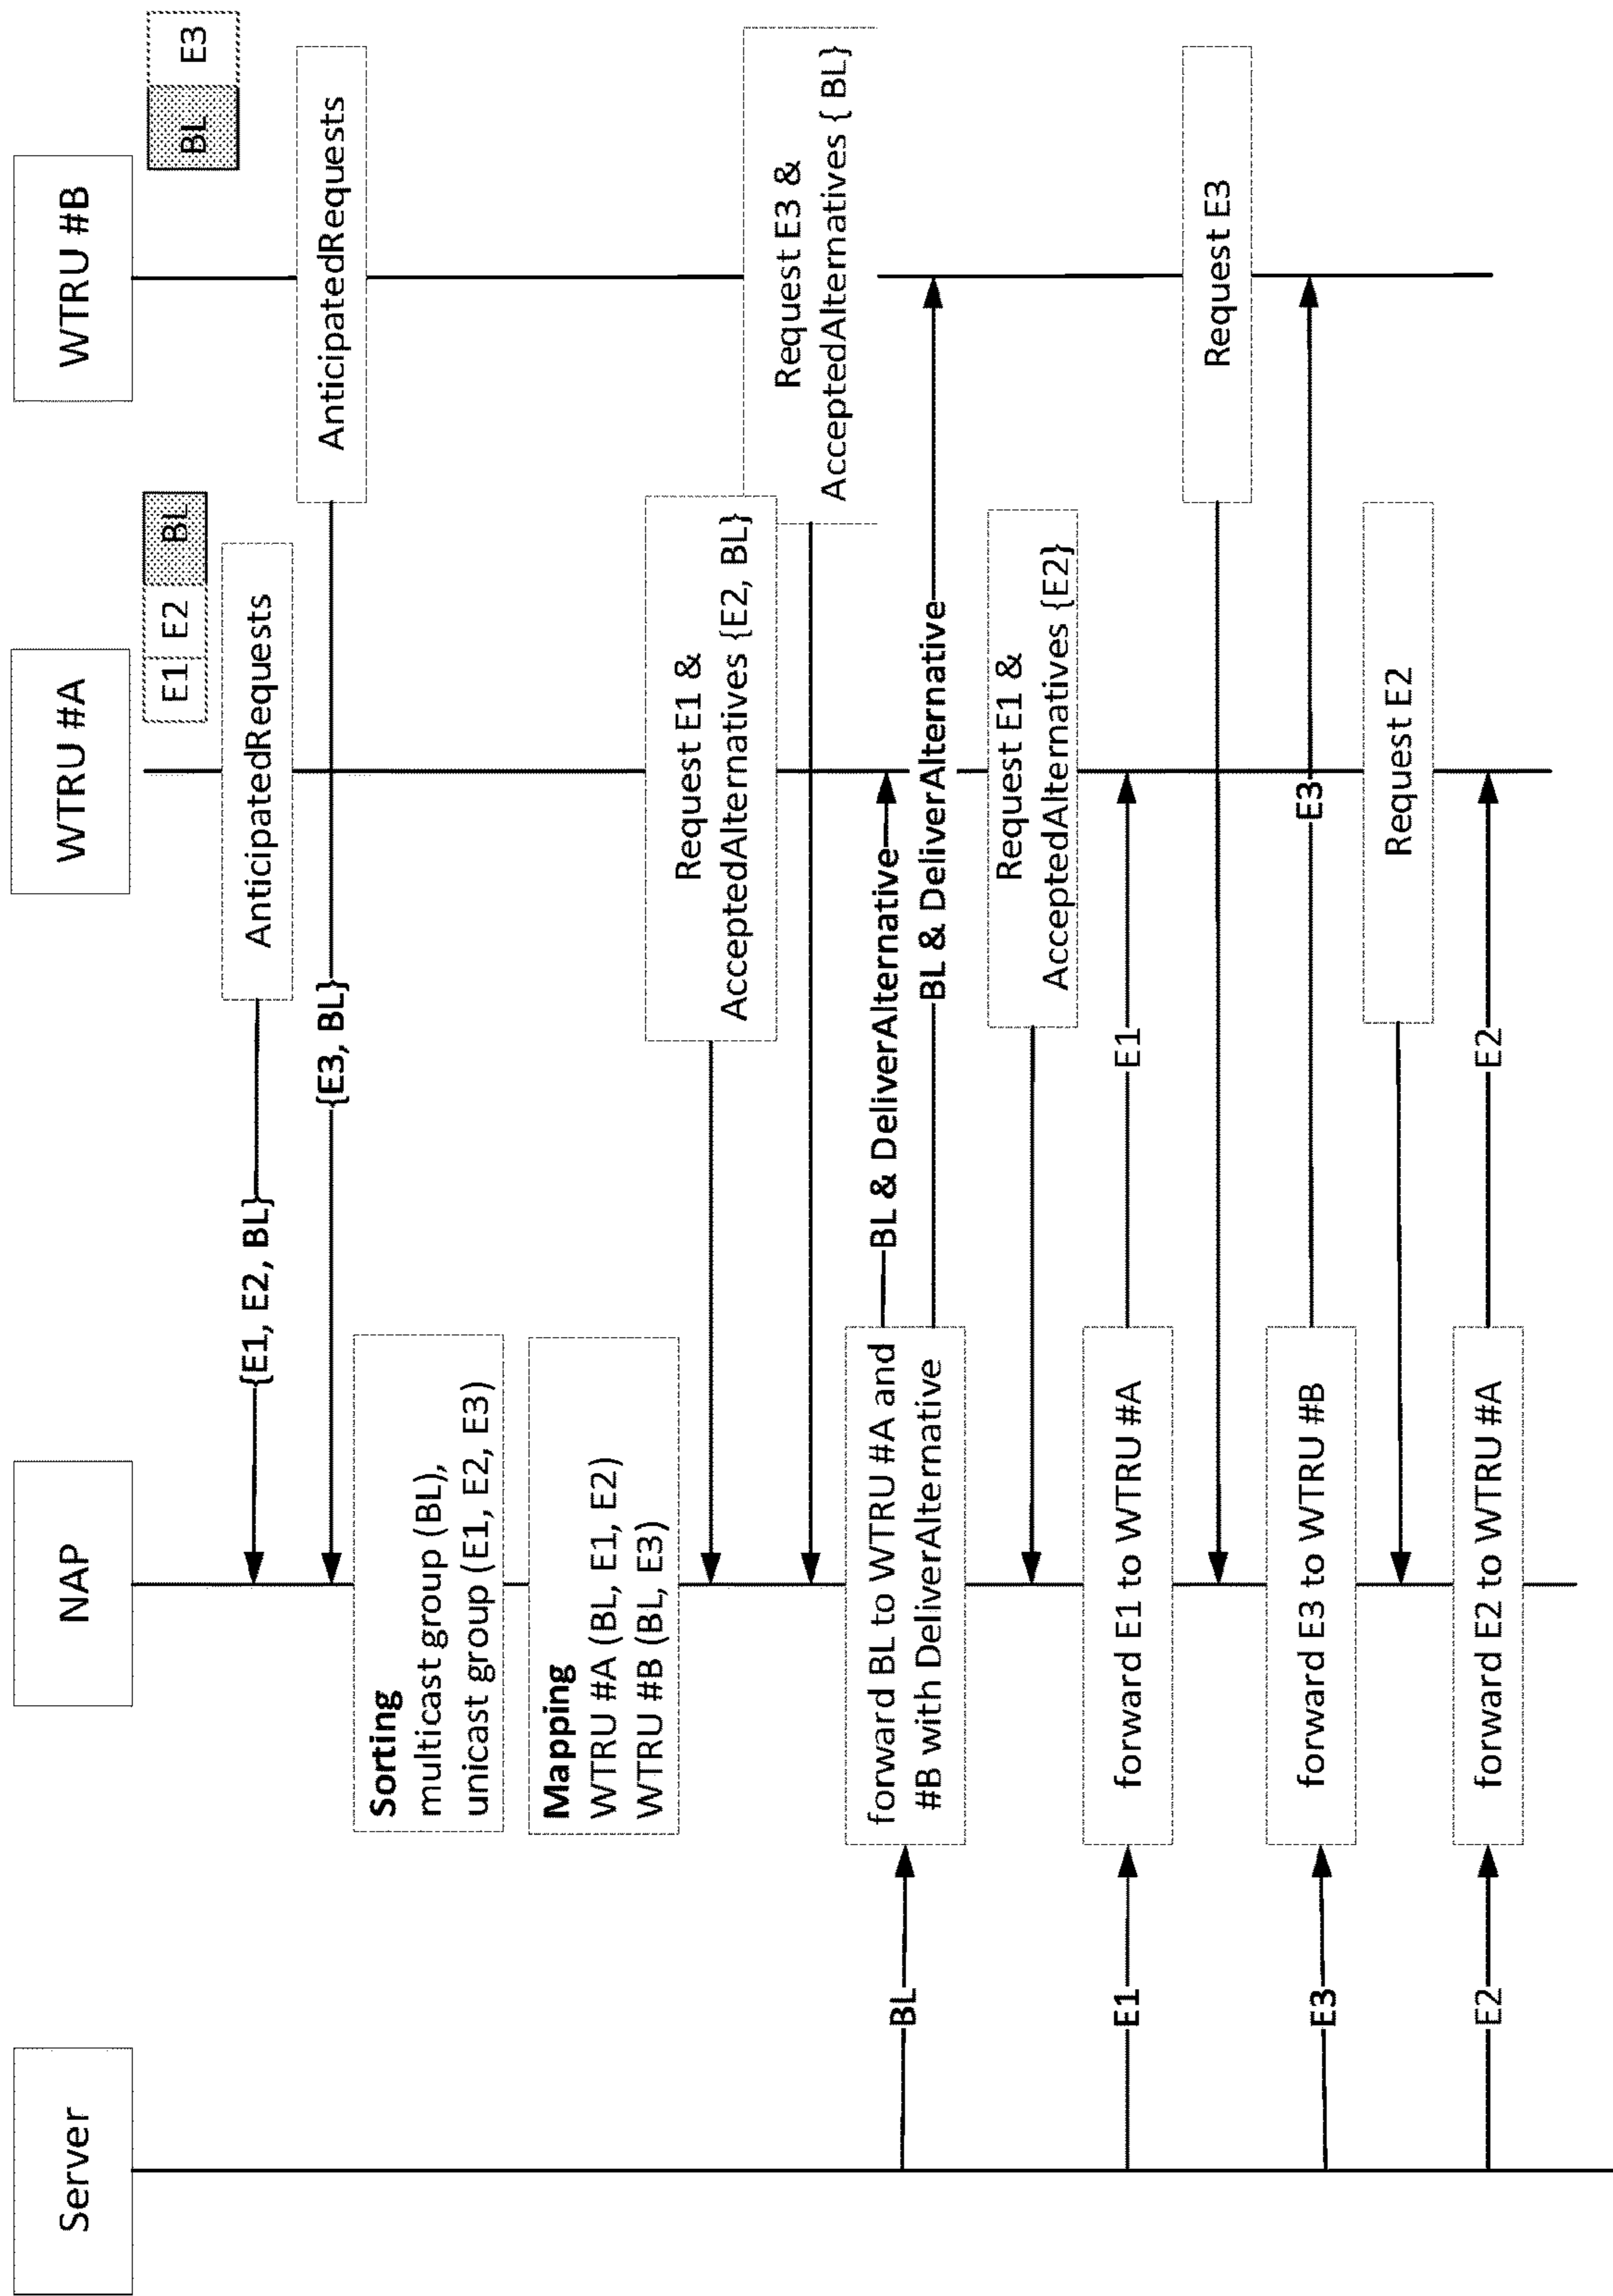 Server
NAP
WTRU #A
WTRU #B
E1 E2 BL
BL E3
AnticipatedRequests
{E1, E2, BL}
AnticipatedRequests
{E3, BL}
Sorting
multicast group (BL),
unicast group (E1, E2, E3)
Mapping
WTRU #A (BL, E1, E2)
WTRU #B (BL, E3)
Request E1 &
AcceptedAlternatives {E2, BL}
Request E3 &
AcceptedAlternatives { BL}
BL
forward BL to WTRU #A and
#B with DeliverAlternative
BL & DeliverAlternative
BL & DeliverAlternative
Request E1 &
AcceptedAlternatives {E2}
E1
forward E1 to WTRU #A
E1
Request E3
E3
forward E3 to WTRU #B
E3
Request E2
E2
forward E2 to WTRU #A
E2